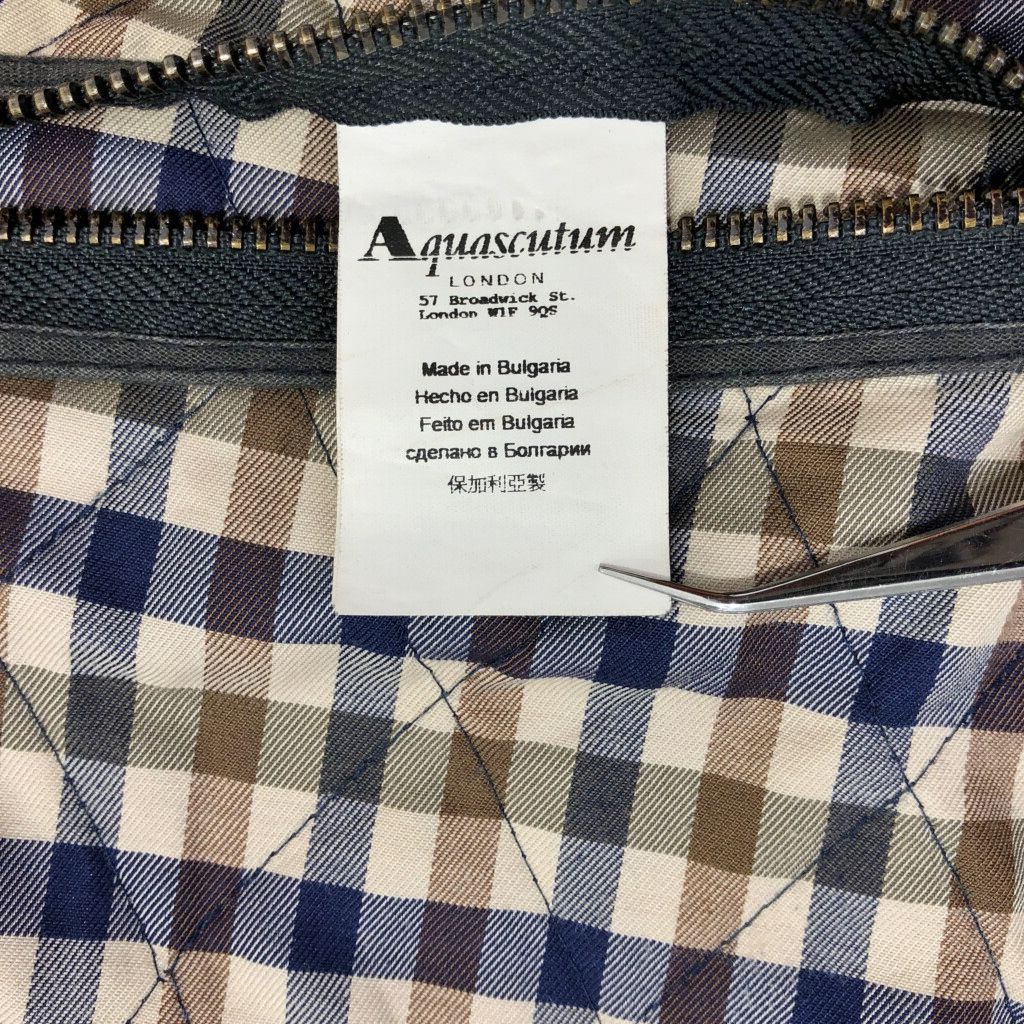 Aquascutum
LONDON
57 Broadwick St.
London W1F 9QS
Made in Bulgaria
Hecho en Bulgaria
Feito em Bulgaria
сделано в Болгарии
保加利亞製